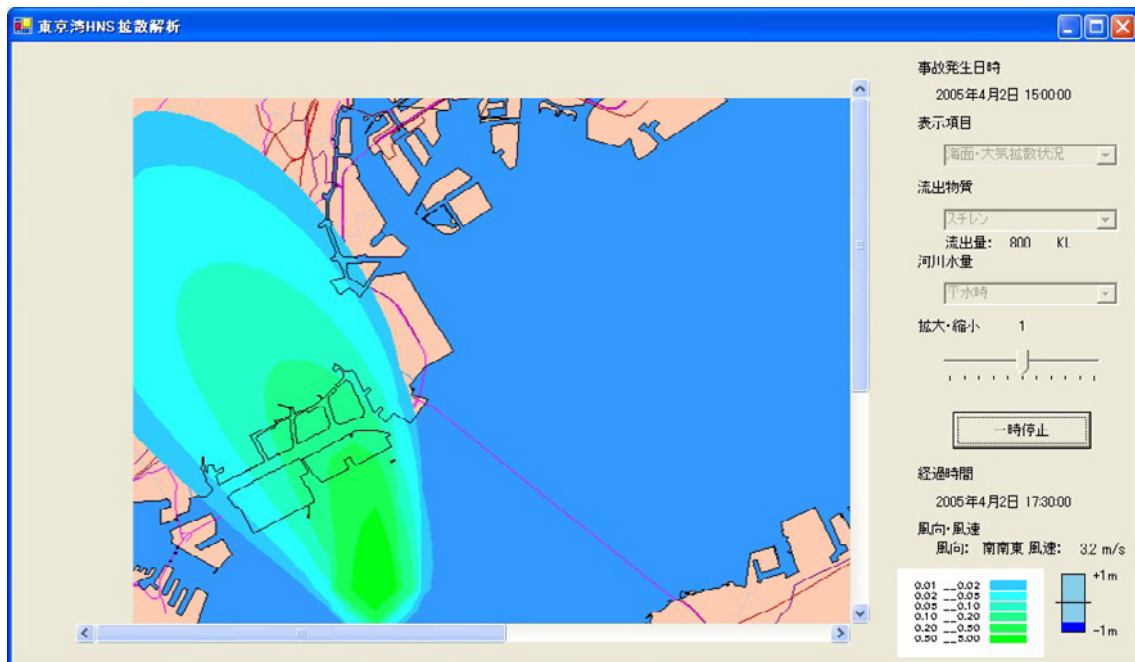 東京湾HNS拡散解析
事故発生日時
2005年4月2日 15:00:00
表示項目
海面・大気拡散状況
流出物質
スチレン
流出量: 800 KL
河川水量
平水時
拡大・縮小 1
一時停止
経過時間
2005年4月2日 17:30:00
風向・風速
風向: 南南東 風速: 3.2 m/s
0.01 __0.02
0.02 __0.05
0.05 __0.10
0.10 __0.20
0.20 __0.50
0.50 __5.00
+1m
-1m